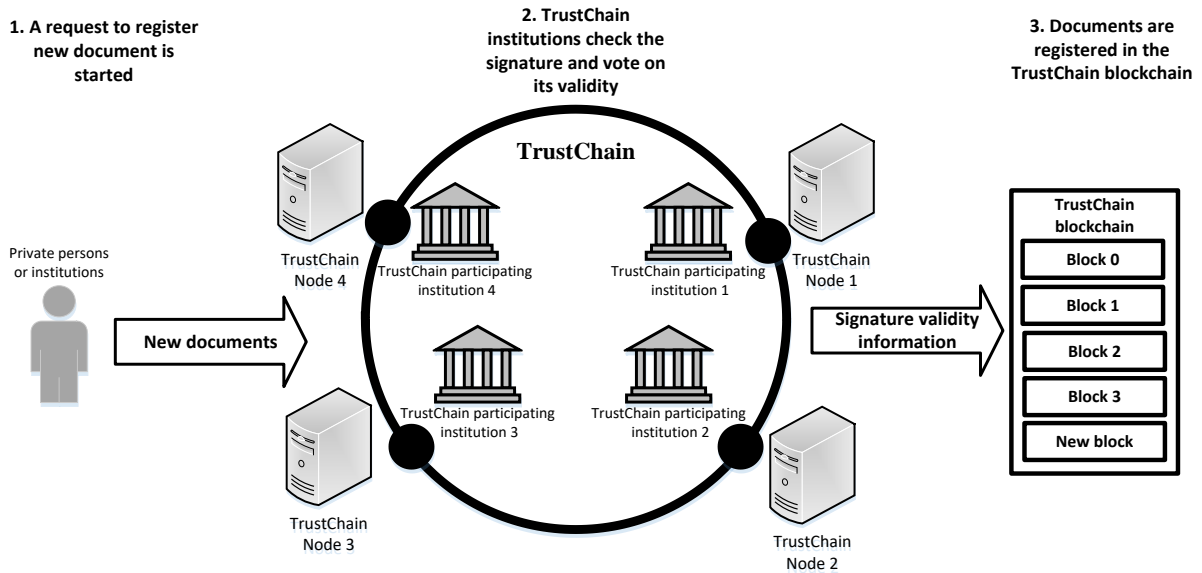 1. A request to register
new document is
started
2. TrustChain
institutions check the
signature and vote on
its validity
3. Documents are
registered in the
TrustChain blockchain
TrustChain
Private persons
or institutions
New documents
TrustChain
Node 4
TrustChain participating
institution 4
TrustChain participating
institution 1
TrustChain
Node 1
TrustChain participating
institution 3
TrustChain participating
institution 2
TrustChain
Node 3
TrustChain
Node 2
Signature validity
information
TrustChain
blockchain
Block 0
Block 1
Block 2
Block 3
New block